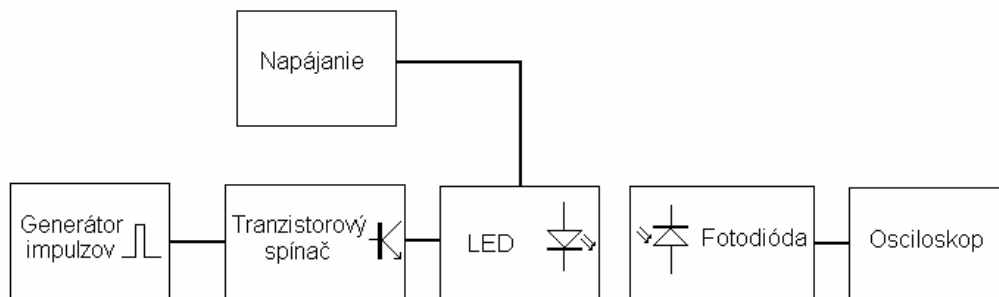 Napájanie
Generátor
impulzov
Tranzistorový
spínač
LED
Fotodióda
Osciloskop